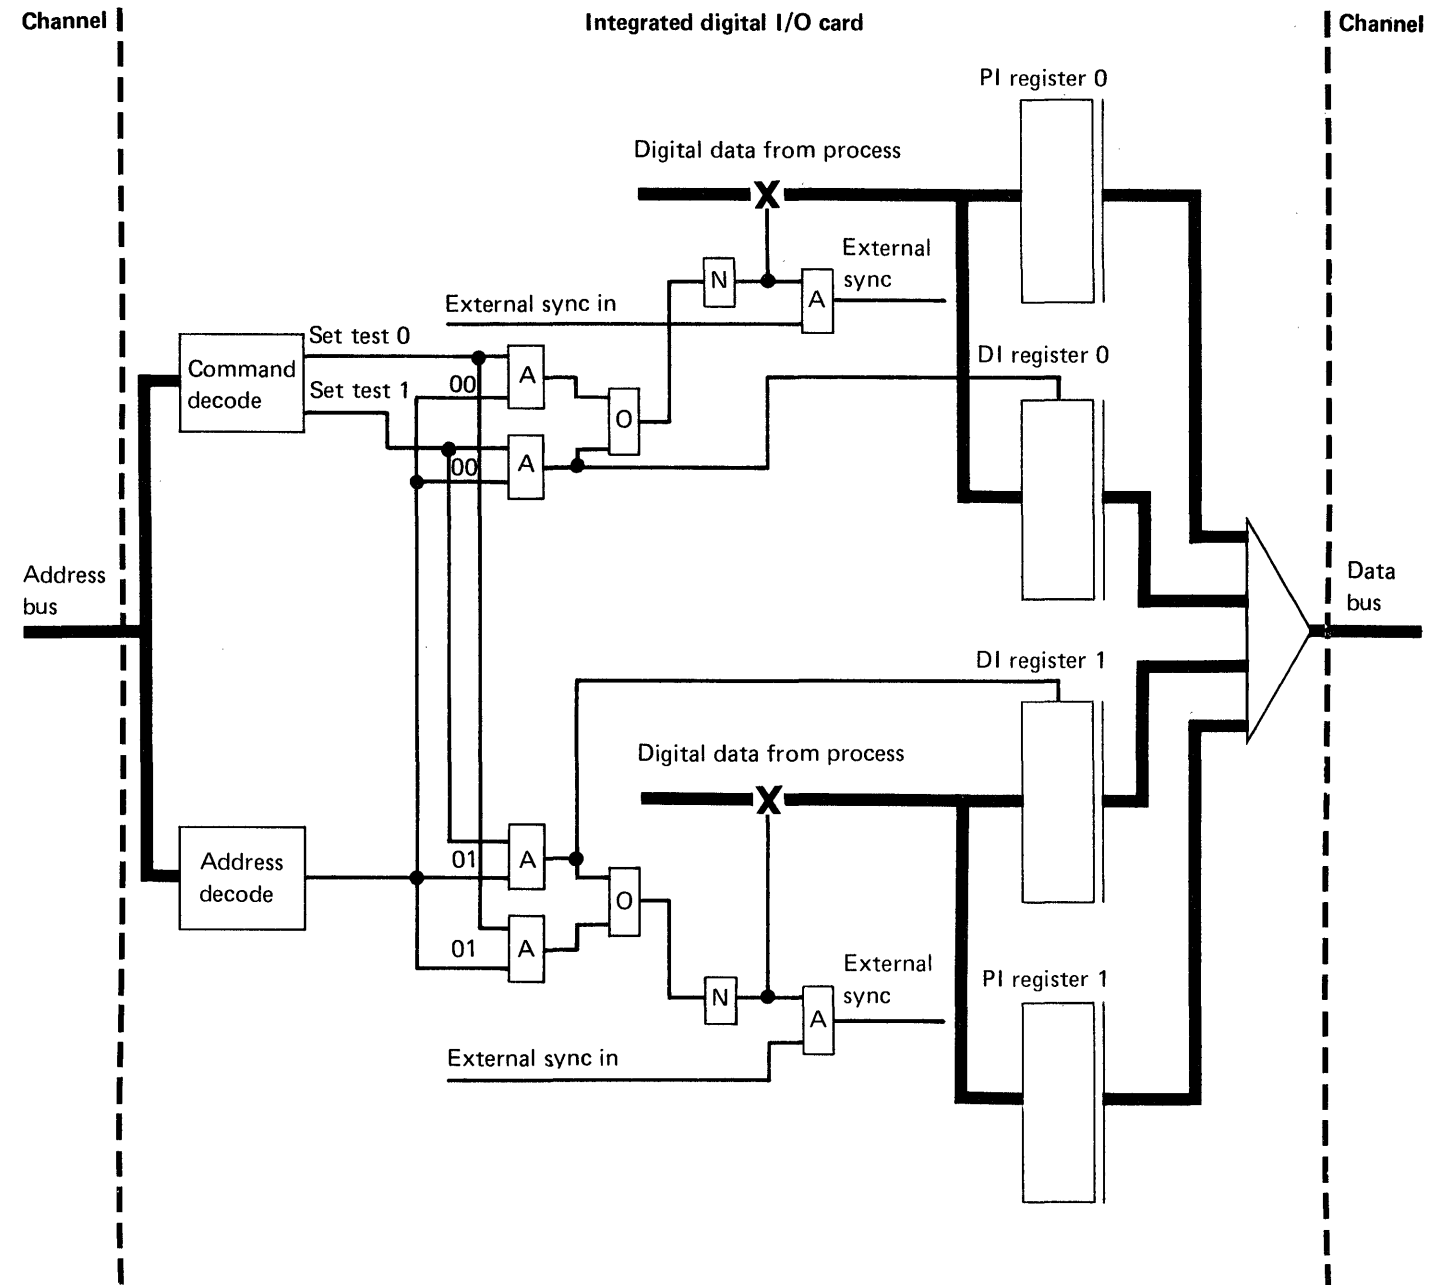 Channel
Integrated digital I/O card
Channel
PI register 0
Digital data from process
X
External
sync
N
A
External sync in
Set test 0
Command
decode
Set test 1
00
A
O
00
A
DI register 0
Address
bus
Data
bus
DI register 1
Digital data from process
X
Address
decode
01
A
O
01
A
External
sync
N
A
External sync in
PI register 1